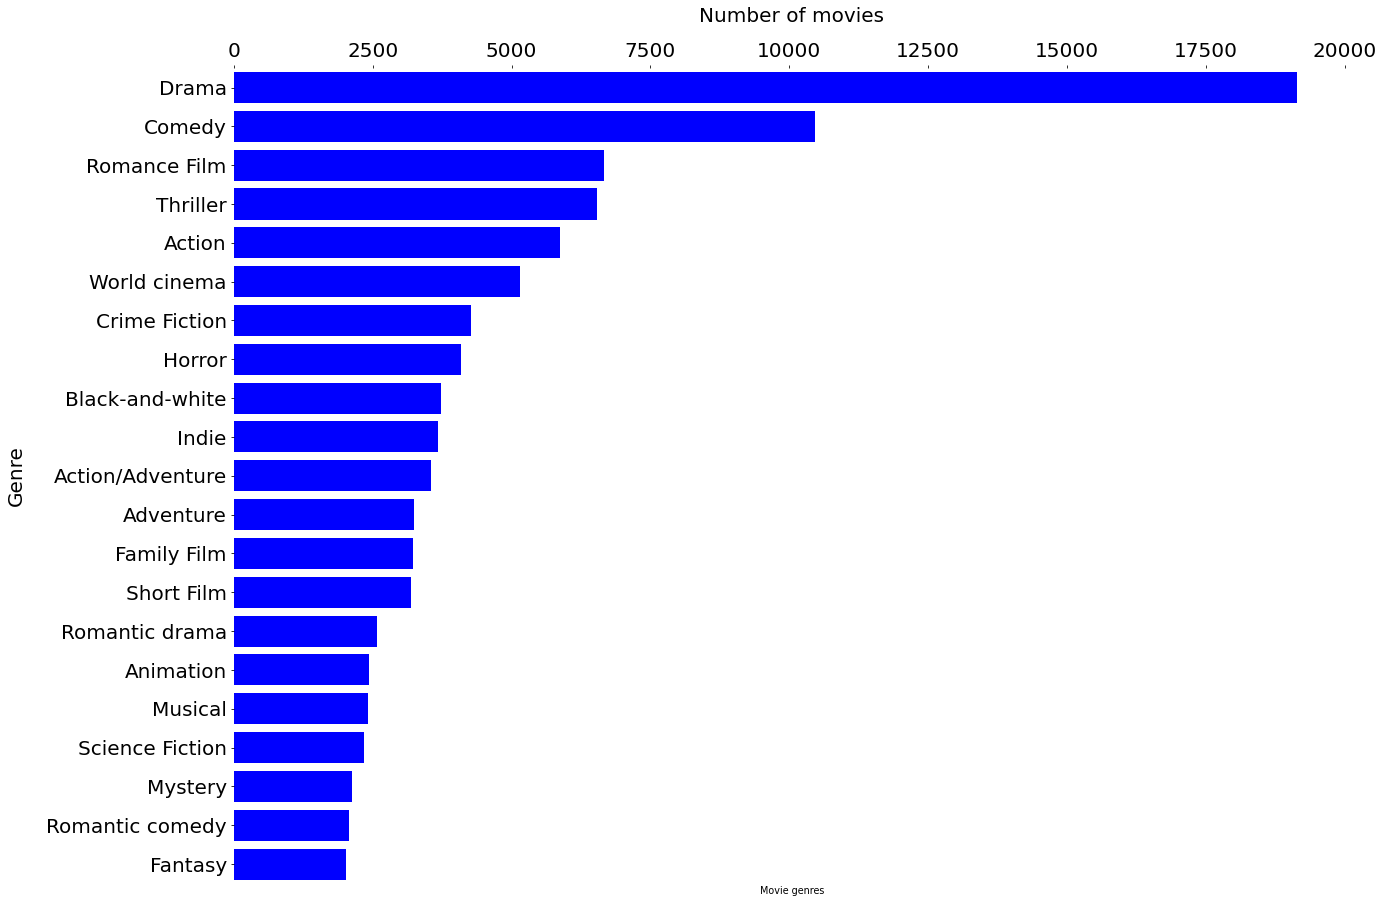 Number of movies
0 2500 5000 7500 10000 12500 15000 17500 20000
Drama
Comedy
Romance Film
Thriller
Action
World cinema
Crime Fiction
Horror
Black-and-white
Indie
Action/Adventure
Adventure
Family Film
Short Film
Romantic drama
Animation
Musical
Science Fiction
Mystery
Romantic comedy
Fantasy
Genre
Movie genres